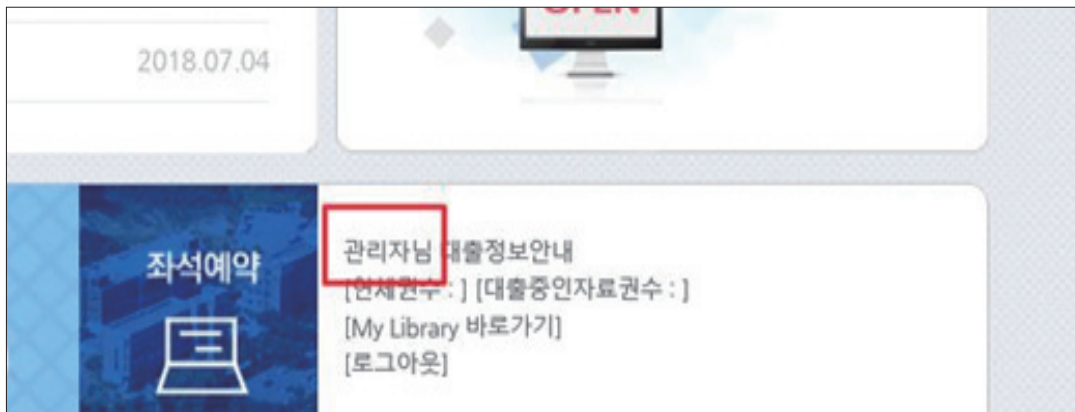 OPEN
2018.07.04
좌석예약
관리자님 대출정보안내
[연체권수 : ] [대출중인자료권수 : ]
[My Library 바로가기]
[로그아웃]